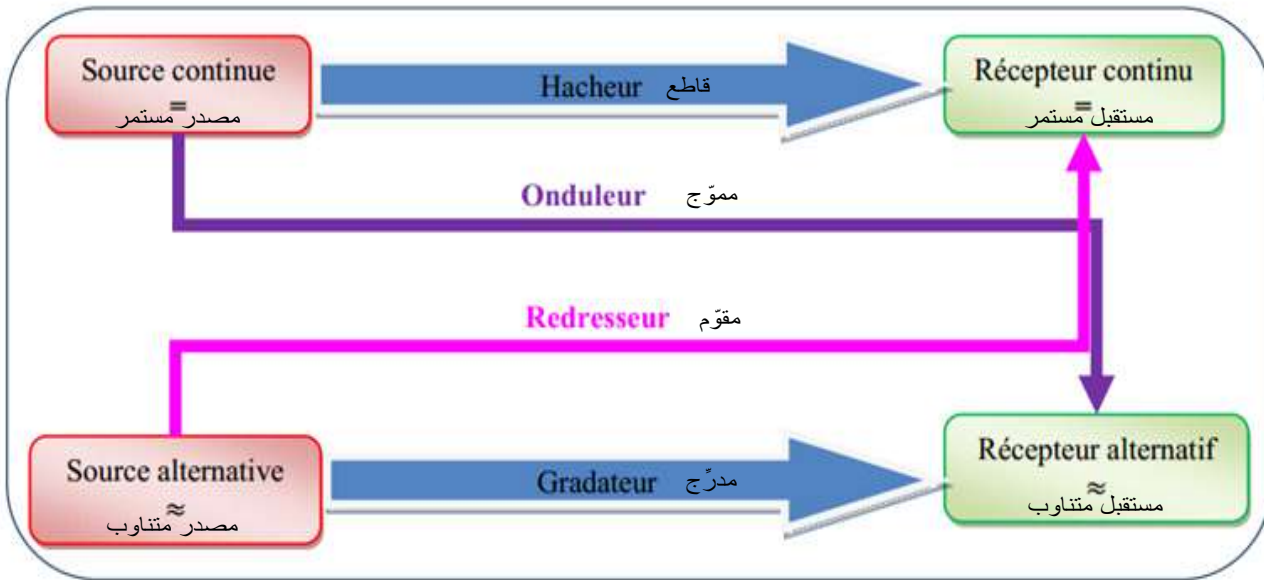 Source continue
=
مصدر مستمر
Hacheur قاطع
Récepteur continu
=
مستقبل مستمر
Onduleur مموّج
Redresseur مقوّم
Source alternative
≈
مصدر متناوب
Gradateur مدرِّج
Récepteur alternatif
≈
مستقبل متناوب